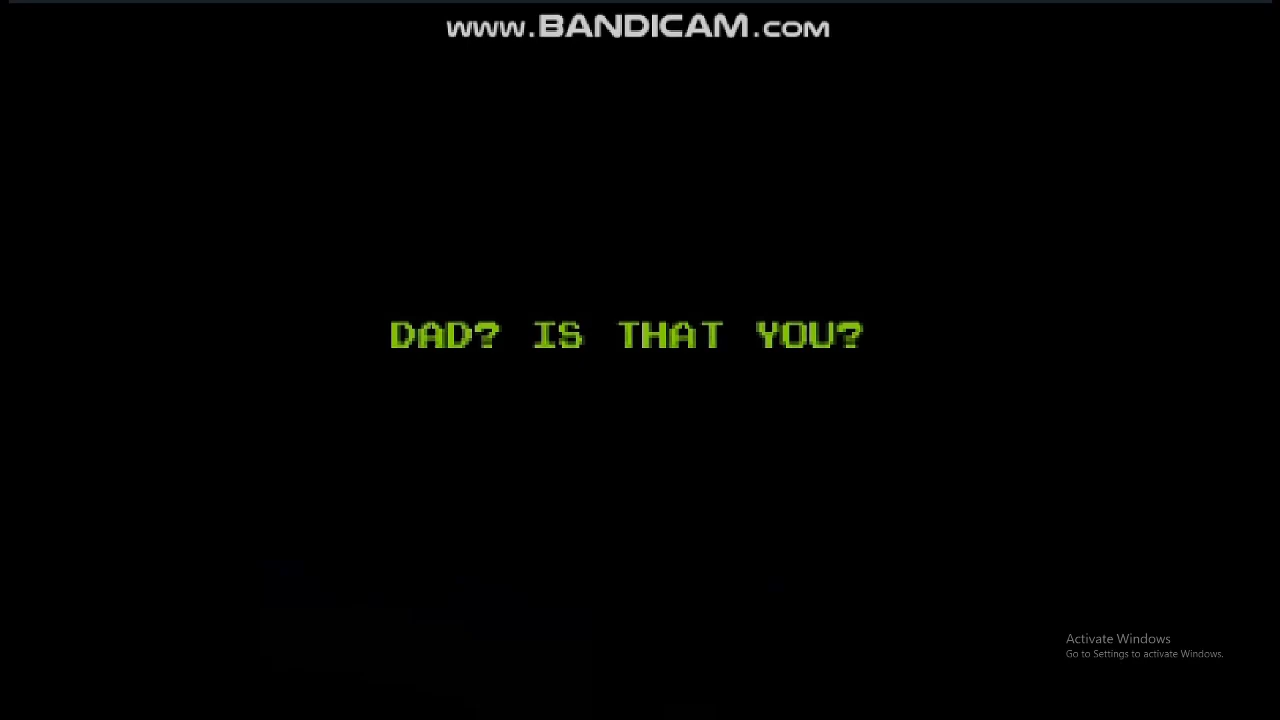 www.BANDICAM.com
DAD? IS THAT YOU?
Activate Windows
Go to Settings to activate Windows.